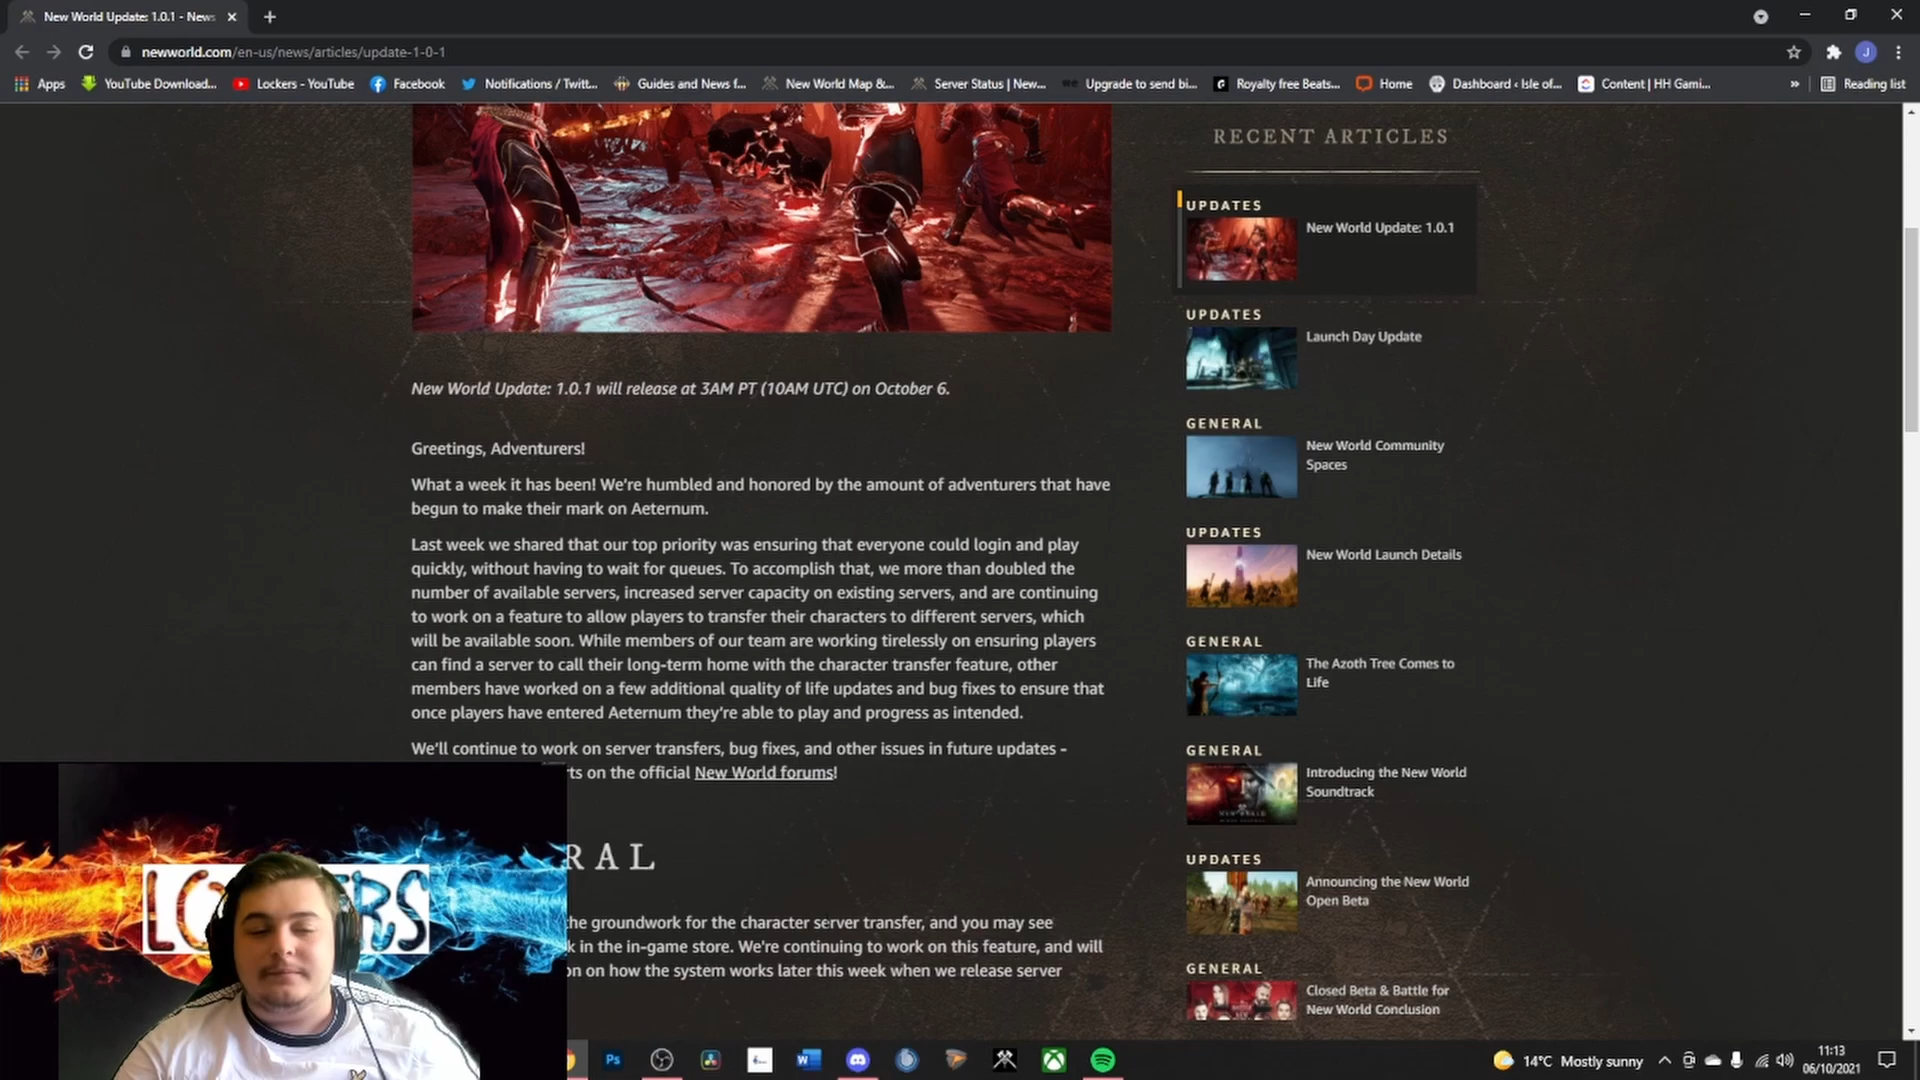 New World Update: 1.0.1 - News
newworld.com/en-us/news/articles/update-1-0-1
J
Apps
YouTube Download...
Lockers - YouTube
Facebook
Notifications / Twitt...
Guides and News f...
New World Map &...
Server Status | New...
Upgrade to send bi...
Royalty free Beats...
Home
Dashboard ‹ Isle of...
Content | HH Gami...
»
Reading list
New World Update: 1.0.1 will release at 3AM PT (10AM UTC) on October 6.
Greetings, Adventurers!
What a week it has been! We're humbled and honored by the amount of adventurers that have
begun to make their mark on Aeternum.
Last week we shared that our top priority was ensuring that everyone could login and play
quickly, without having to wait for queues. To accomplish that, we more than doubled the
number of available servers, increased server capacity on existing servers, and are continuing
to work on a feature to allow players to transfer their characters to different servers, which
will be available soon. While members of our team are working tirelessly on ensuring players
can find a server to call their long-term home with the character transfer feature, other
members have worked on a few additional quality of life updates and bug fixes to ensure that
once players have entered Aeternum they're able to play and progress as intended.
We'll continue to work on server transfers, bug fixes, and other issues in future updates -
rts on the official New World forums!
RAL
he groundwork for the character server transfer, and you may see
k in the in-game store. We're continuing to work on this feature, and will
on on how the system works later this week when we release server
RECENT ARTICLES
UPDATES
New World Update: 1.0.1
UPDATES
Launch Day Update
GENERAL
New World Community
Spaces
UPDATES
New World Launch Details
GENERAL
The Azoth Tree Comes to
Life
GENERAL
Introducing the New World
Soundtrack
UPDATES
Announcing the New World
Open Beta
GENERAL
Closed Beta & Battle for
New World Conclusion
Ps
14°C Mostly sunny
11:13
06/10/2021